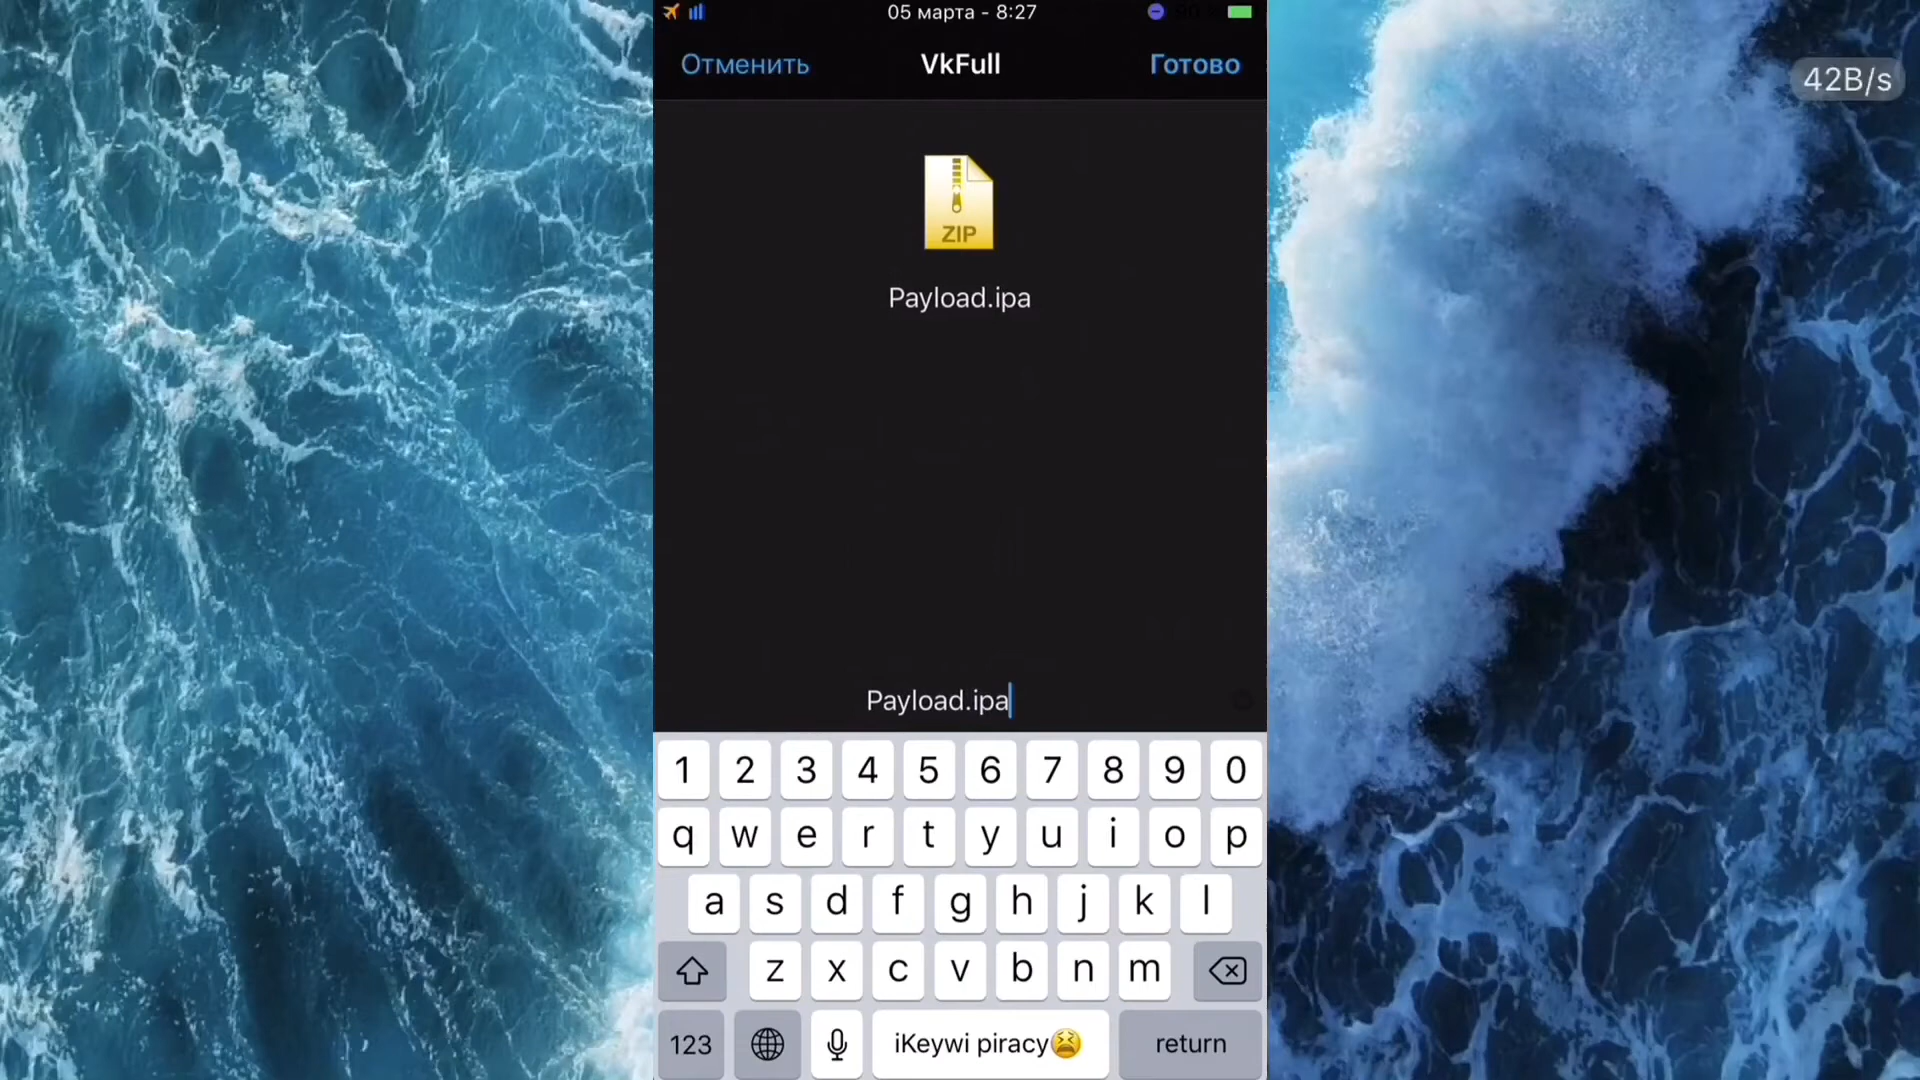 05 марта - 8:27
Отменить VkFull Готово
42B/s
ZIP
Payload.ipa
Payload.ipa
1 2 3 4 5 6 7 8 9 0
q w e r t y u i o p
a s d f g h j k l
z x c v b n m
123 iKeywi piracy😫 return